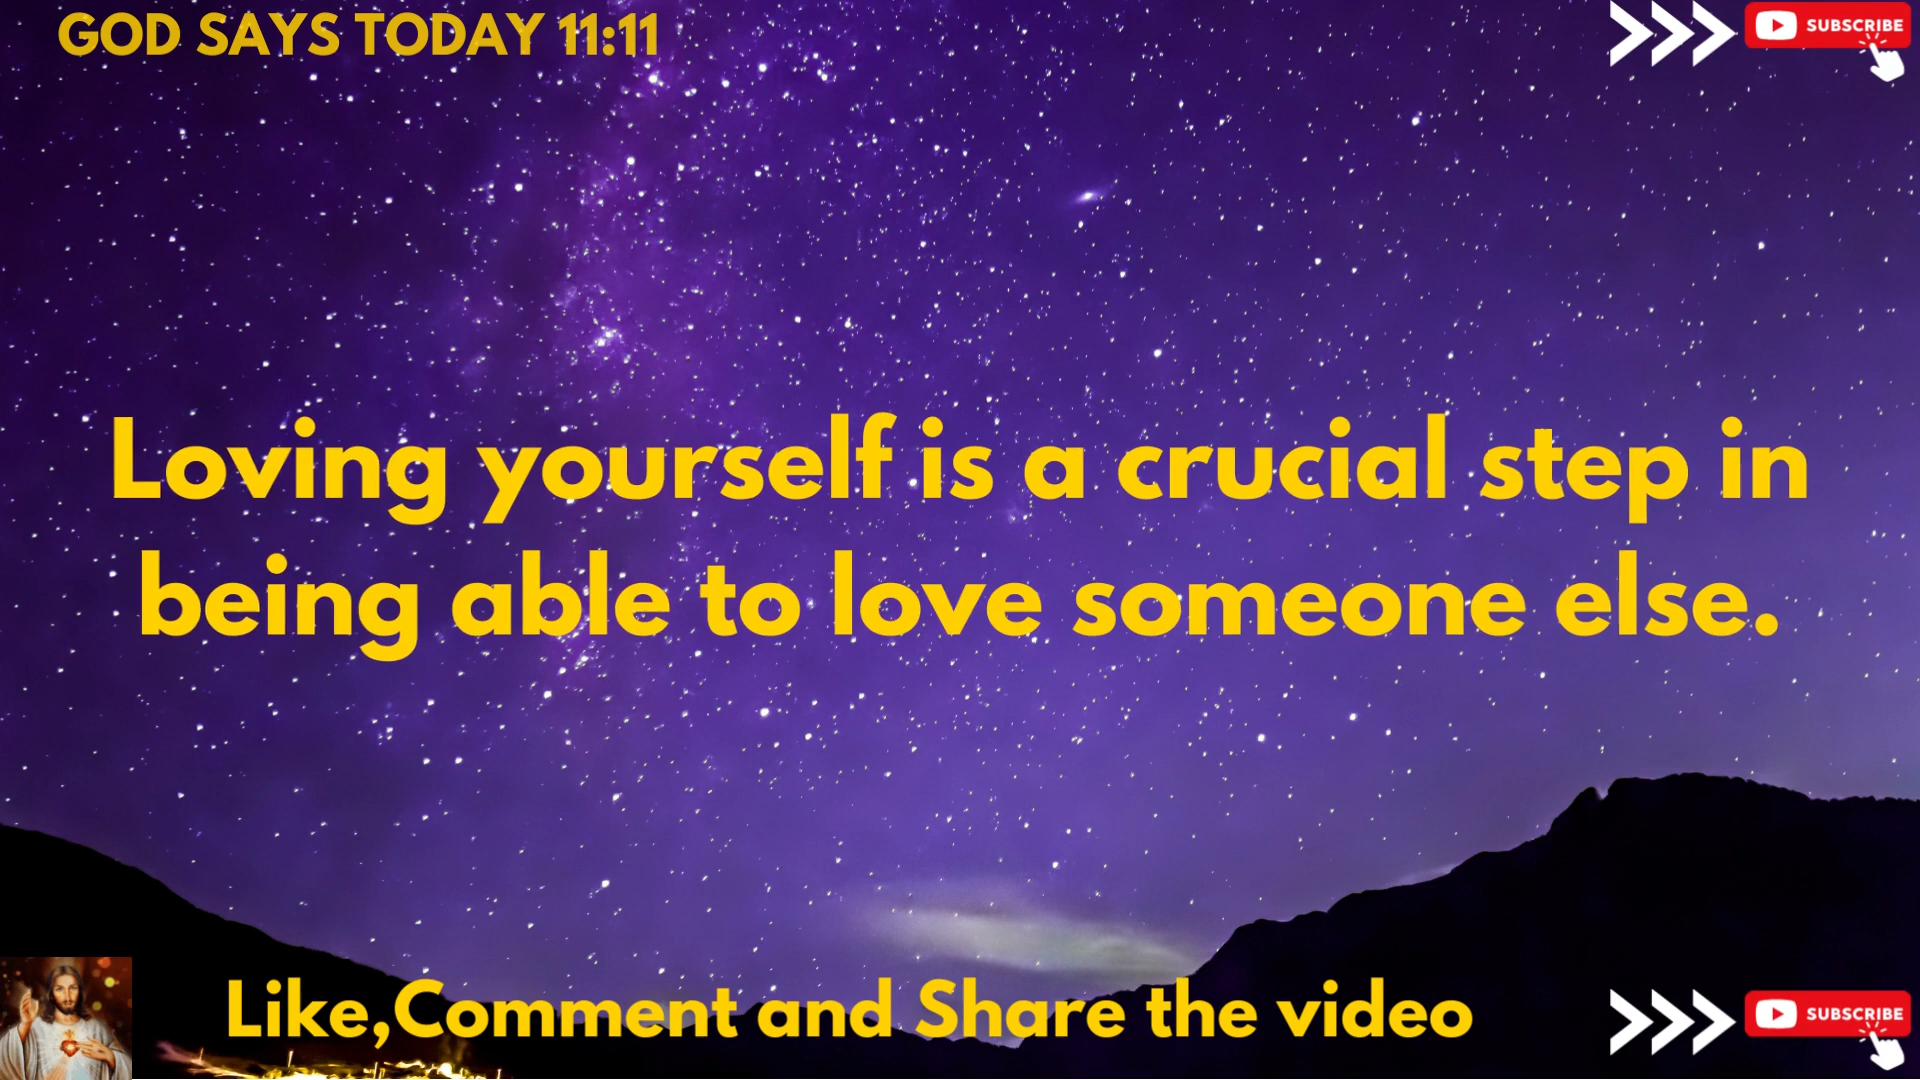 GOD SAYS TODAY 11:11
SUBSCRIBE
Loving yourself is a crucial step in
being able to love someone else.
Like,Comment and Share the video
SUBSCRIBE